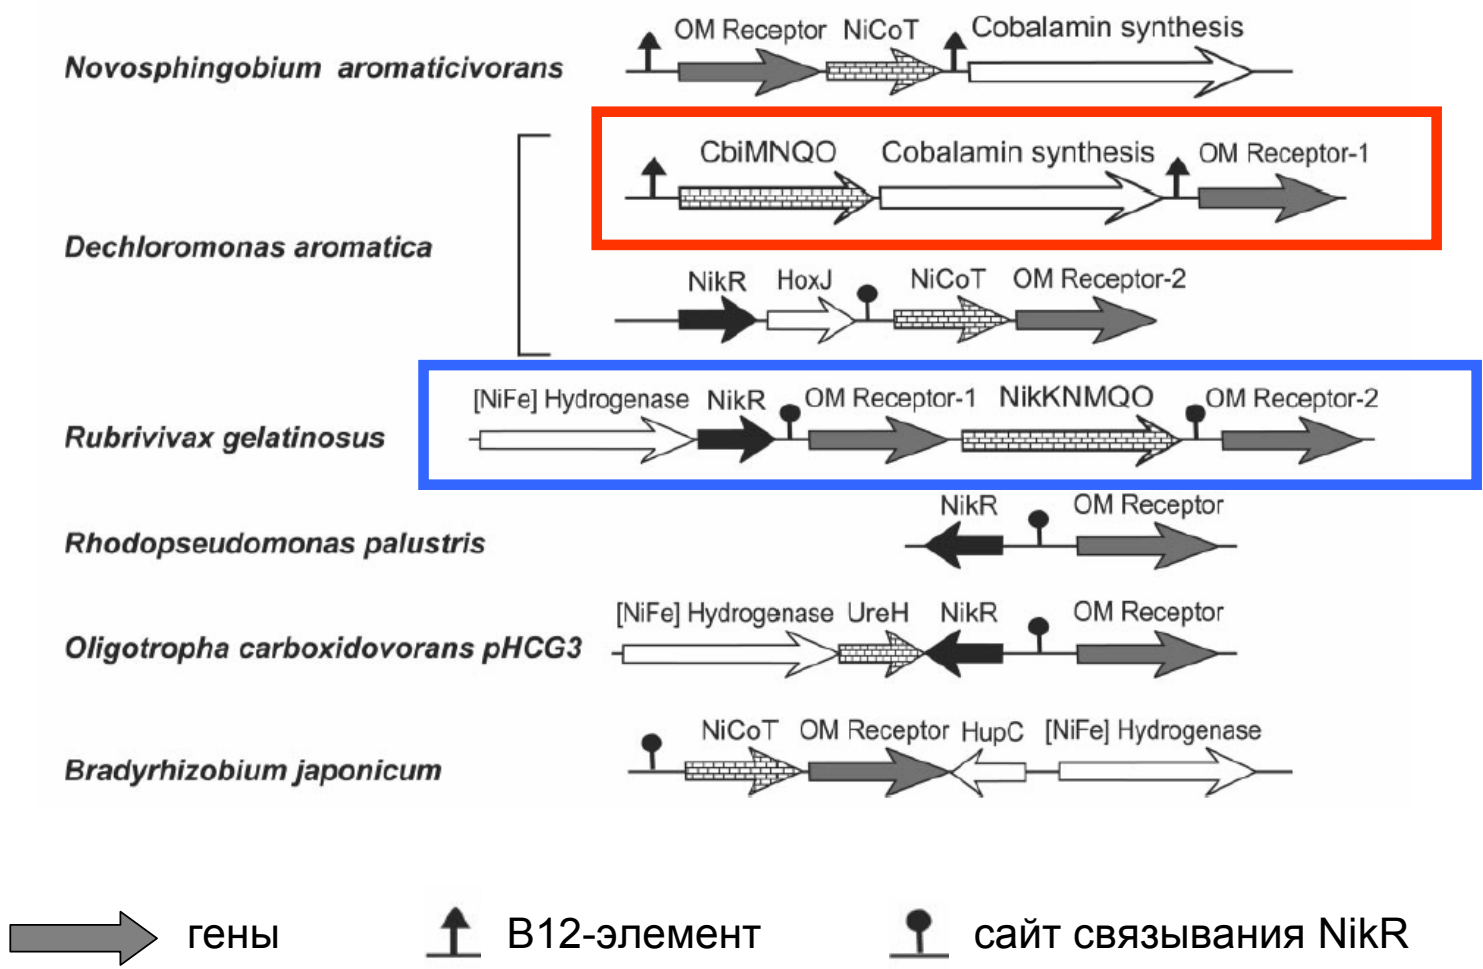 OM Receptor NiCoT Cobalamin synthesis
Novosphingobium aromaticivorans
CbiMNQO Cobalamin synthesis OM Receptor-1
Dechloromonas aromatica
NikR HoxJ NiCoT OM Receptor-2
[NiFe] Hydrogenase NikR OM Receptor-1 NikKNMQO OM Receptor-2
Rubrivivax gelatinosus
NikR OM Receptor
Rhodopseudomonas palustris
[NiFe] Hydrogenase UreH NikR OM Receptor
Oligotropha carboxidovorans pHCG3
NiCoT OM Receptor HupC [NiFe] Hydrogenase
Bradyrhizobium japonicum
гены В12-элемент сайт связывания NikR